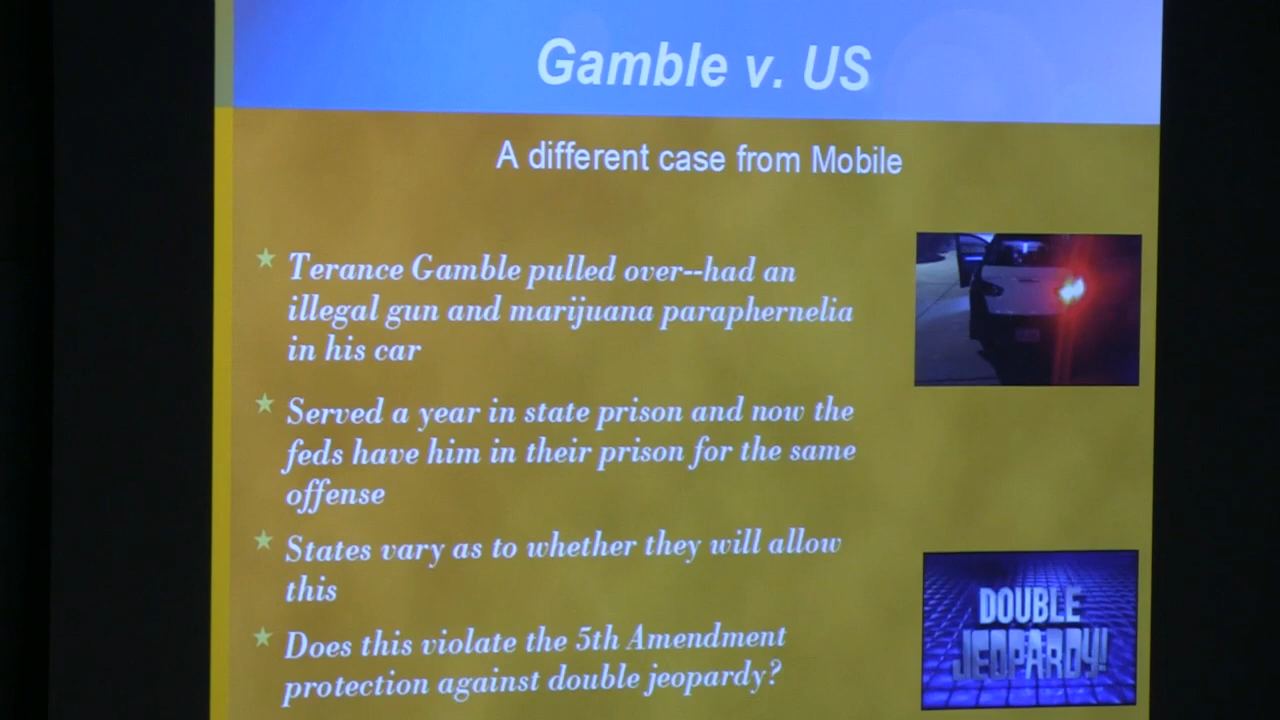 Gamble v. US
A different case from Mobile
Terance Gamble pulled over--had an
illegal gun and marijuana paraphernelia
in his car
Served a year in state prison and now the
feds have him in their prison for the same
offense
States vary as to whether they will allow
this
Does this violate the 5th Amendment
protection against double jeopardy?
DOUBLE
JEOPARDY!